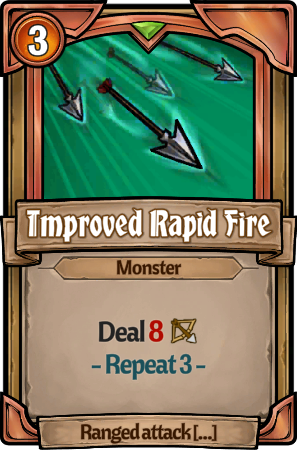 3
Improved Rapid Fire
Monster
Deal 8
- Repeat 3 -
Ranged attack [...]